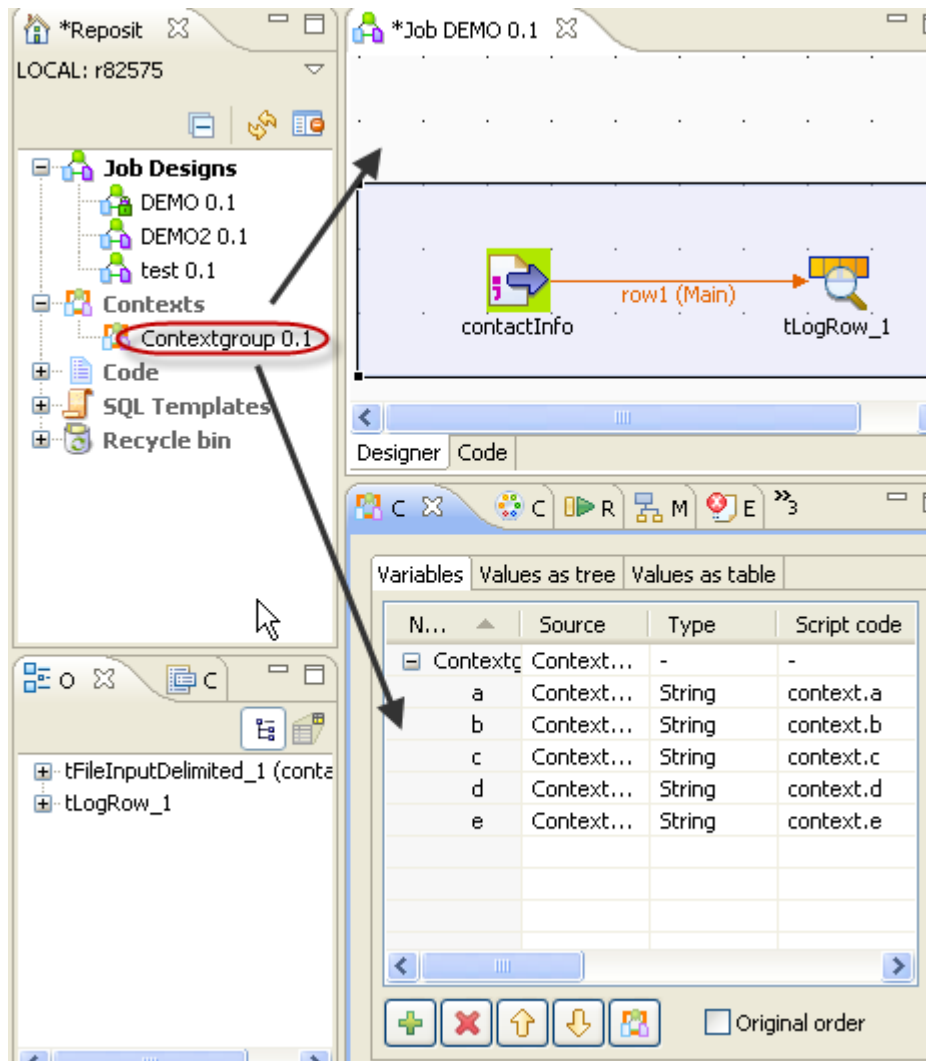 *Reposit
LOCAL: r82575
Job Designs
DEMO 0.1
DEMO2 0.1
test 0.1
Contexts
Contextgroup 0.1
Code
SQL Templates
Recycle bin
*Job DEMO 0.1
row1 (Main)
contactInfo
tLogRow_1
Designer Code
O C
tFileInputDelimited_1 (conta
tLogRow_1
C C R M E »3
Variables Values as tree Values as table
N... Source Type Script code
Contextg Context... - -
a Context... String context.a
b Context... String context.b
c Context... String context.c
d Context... String context.d
e Context... String context.e
Original order